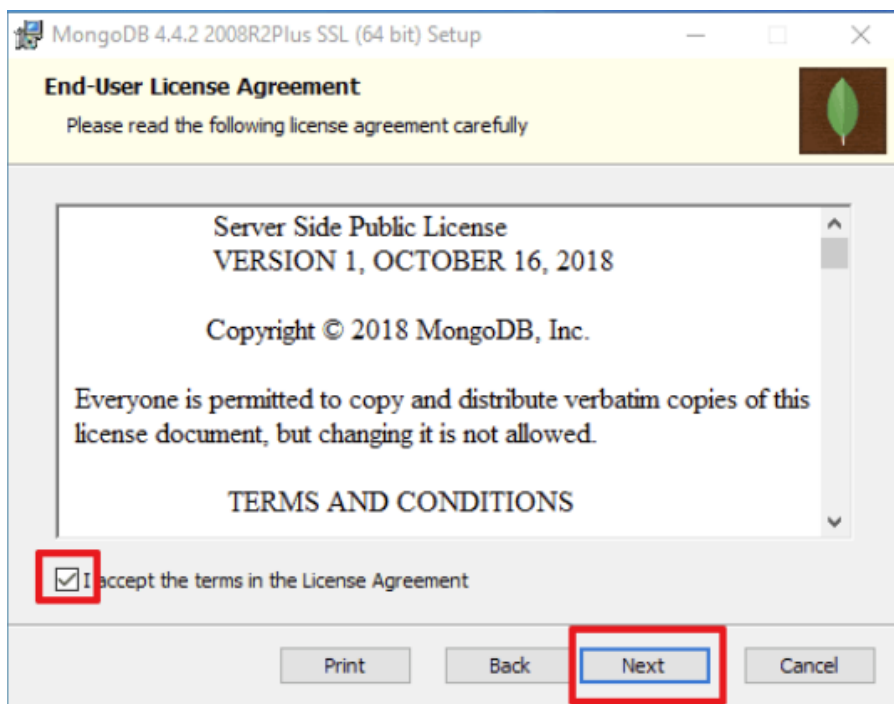 MongoDB 4.4.2 2008R2Plus SSL (64 bit) Setup
End-User License Agreement
Please read the following license agreement carefully
Server Side Public License
VERSION 1, OCTOBER 16, 2018
Copyright © 2018 MongoDB, Inc.
Everyone is permitted to copy and distribute verbatim copies of this
license document, but changing it is not allowed.
TERMS AND CONDITIONS
I accept the terms in the License Agreement
Print Back Next Cancel